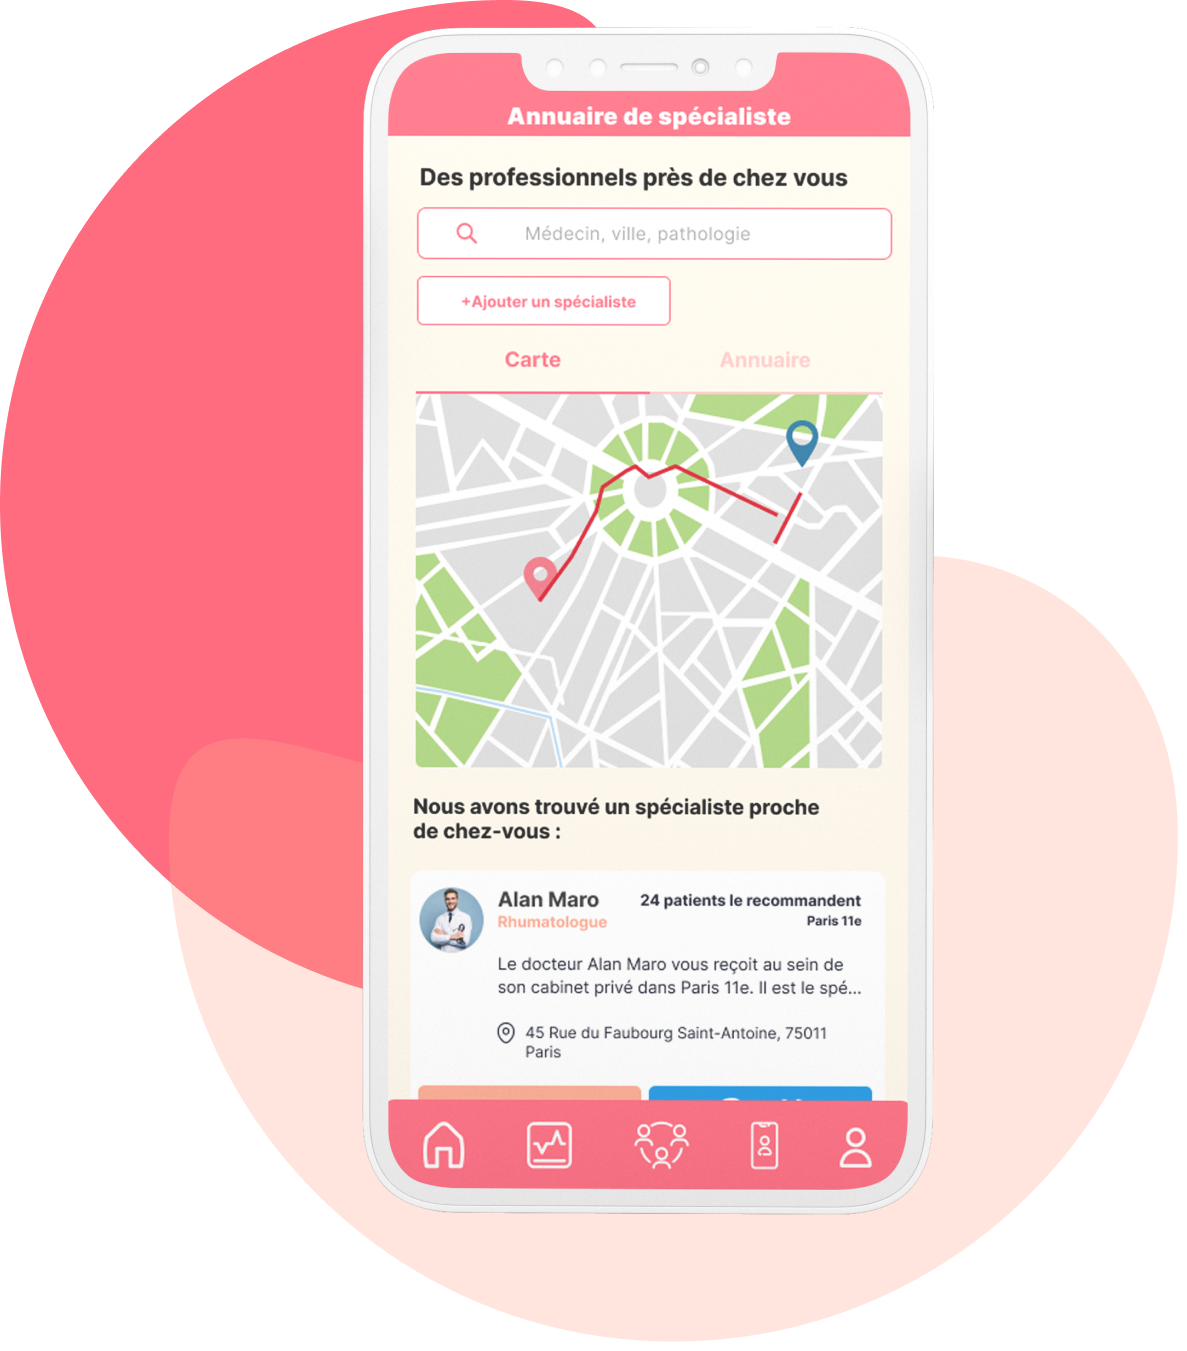 Annuaire de spécialiste
Des professionnels près de chez vous
Médecin, ville, pathologie
+Ajouter un spécialiste
Carte
Annuaire
Nous avons trouvé un spécialiste proche
de chez-vous :
Alan Maro
24 patients le recommandent
Rhumatologue
Paris 11e
Le docteur Alan Maro vous reçoit au sein de
son cabinet privé dans Paris 11e. Il est le spé...
45 Rue du Faubourg Saint-Antoine, 75011
Paris